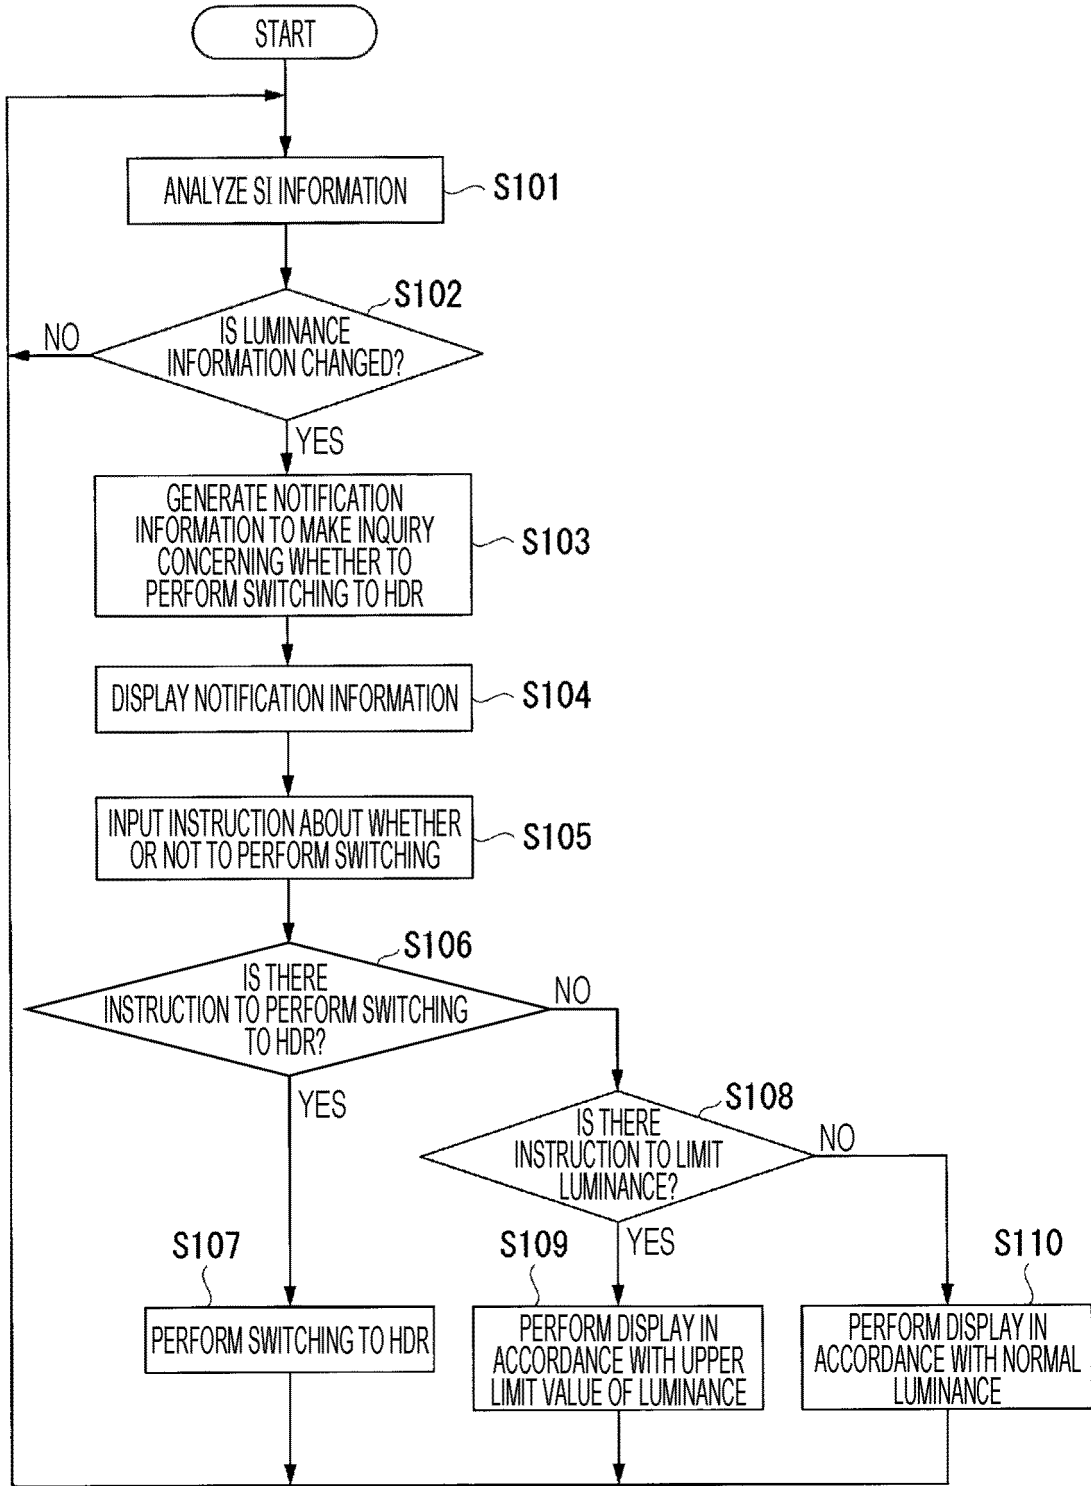 START
ANALYZE SI INFORMATION
S101
S102
IS LUMINANCE
INFORMATION CHANGED?
NO
YES
GENERATE NOTIFICATION
INFORMATION TO MAKE INQUIRY
CONCERNING WHETHER TO
PERFORM SWITCHING TO HDR
S103
DISPLAY NOTIFICATION INFORMATION
S104
INPUT INSTRUCTION ABOUT WHETHER
OR NOT TO PERFORM SWITCHING
S105
S106
IS THERE
INSTRUCTION TO PERFORM SWITCHING
TO HDR?
NO
YES
S108
IS THERE
INSTRUCTION TO LIMIT
LUMINANCE?
NO
YES
S107
PERFORM SWITCHING TO HDR
S109
PERFORM DISPLAY IN
ACCORDANCE WITH UPPER
LIMIT VALUE OF LUMINANCE
S110
PERFORM DISPLAY IN
ACCORDANCE WITH NORMAL
LUMINANCE